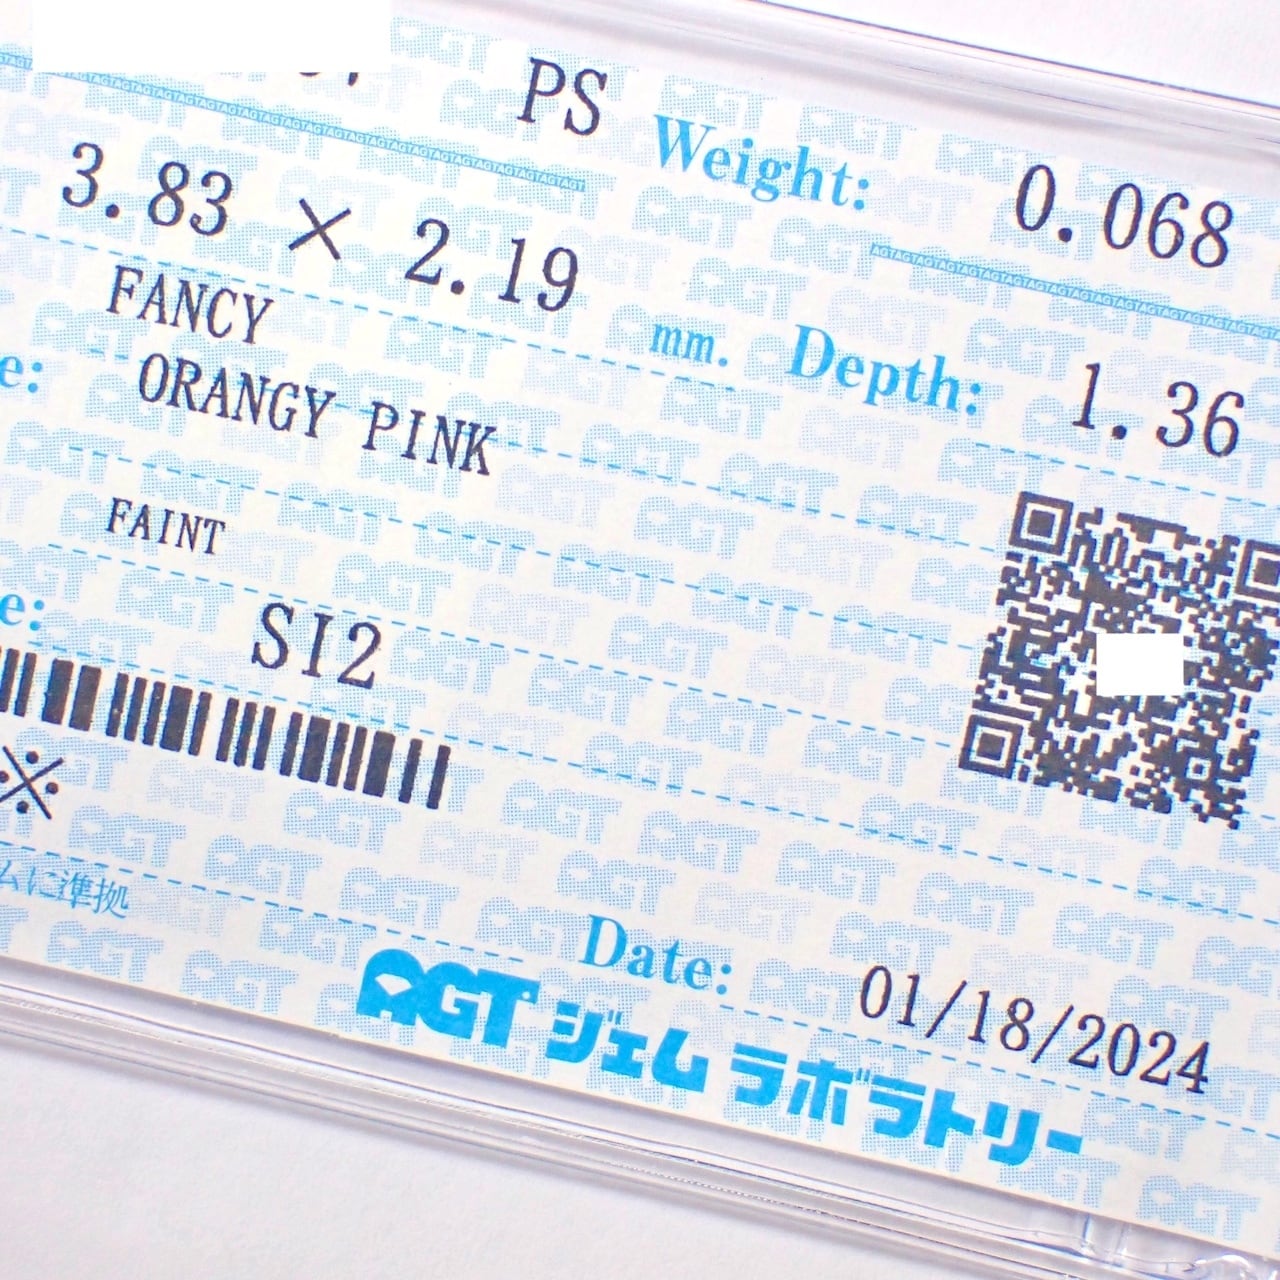 PS Weight: 0.068
3.83 × 2.19 mm. Depth: 1.36
FANCY
e: ORANGY PINK
FAINT
e: SI2
※
ムに準拠
Date: 01/18/2024
AGT ジェム ラボラトリー